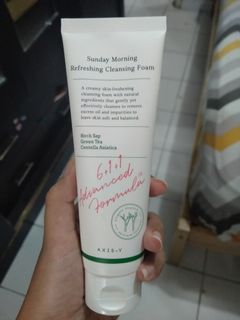 Sunday Morning
Refreshing Cleansing Foam
A creamy skin-freshening
cleansing foam with natural
ingredients that gently yet
effectively cleanses to remove
excess oil and impurities to
leave skin soft and balanced.
Birch Sap
Green Tea
Centella Asiatica
6+1+1
Advanced
Formula
AXIS-Y